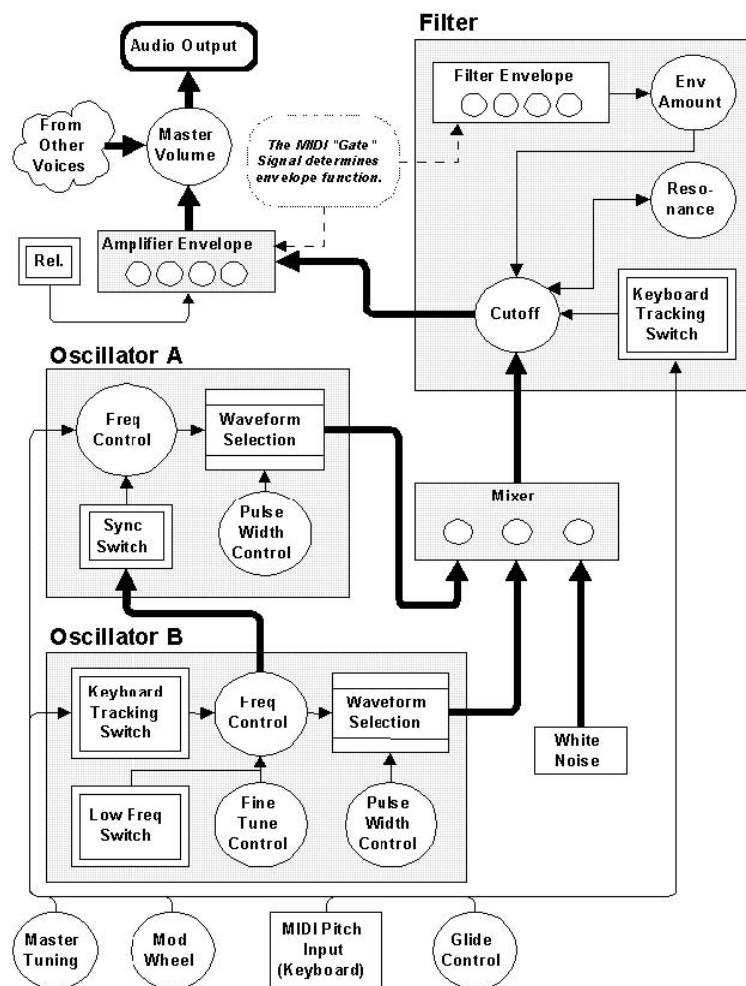 Filter
Audio Output
Filter Envelope
Env
Amount
From
Other
Voices
Master
Volume
The MIDI "Gate"
Signal determines
envelope function.
Reso-
nance
Rel.
Amplifier Envelope
Cutoff
Keyboard
Tracking
Switch
Oscillator A
Freq
Control
Waveform
Selection
Sync
Switch
Pulse
Width
Control
Mixer
Oscillator B
Keyboard
Tracking
Switch
Freq
Control
Waveform
Selection
White
Noise
Low Freq
Switch
Fine
Tune
Control
Pulse
Width
Control
Master
Tuning
Mod
Wheel
MIDI Pitch
Input
(Keyboard)
Glide
Control